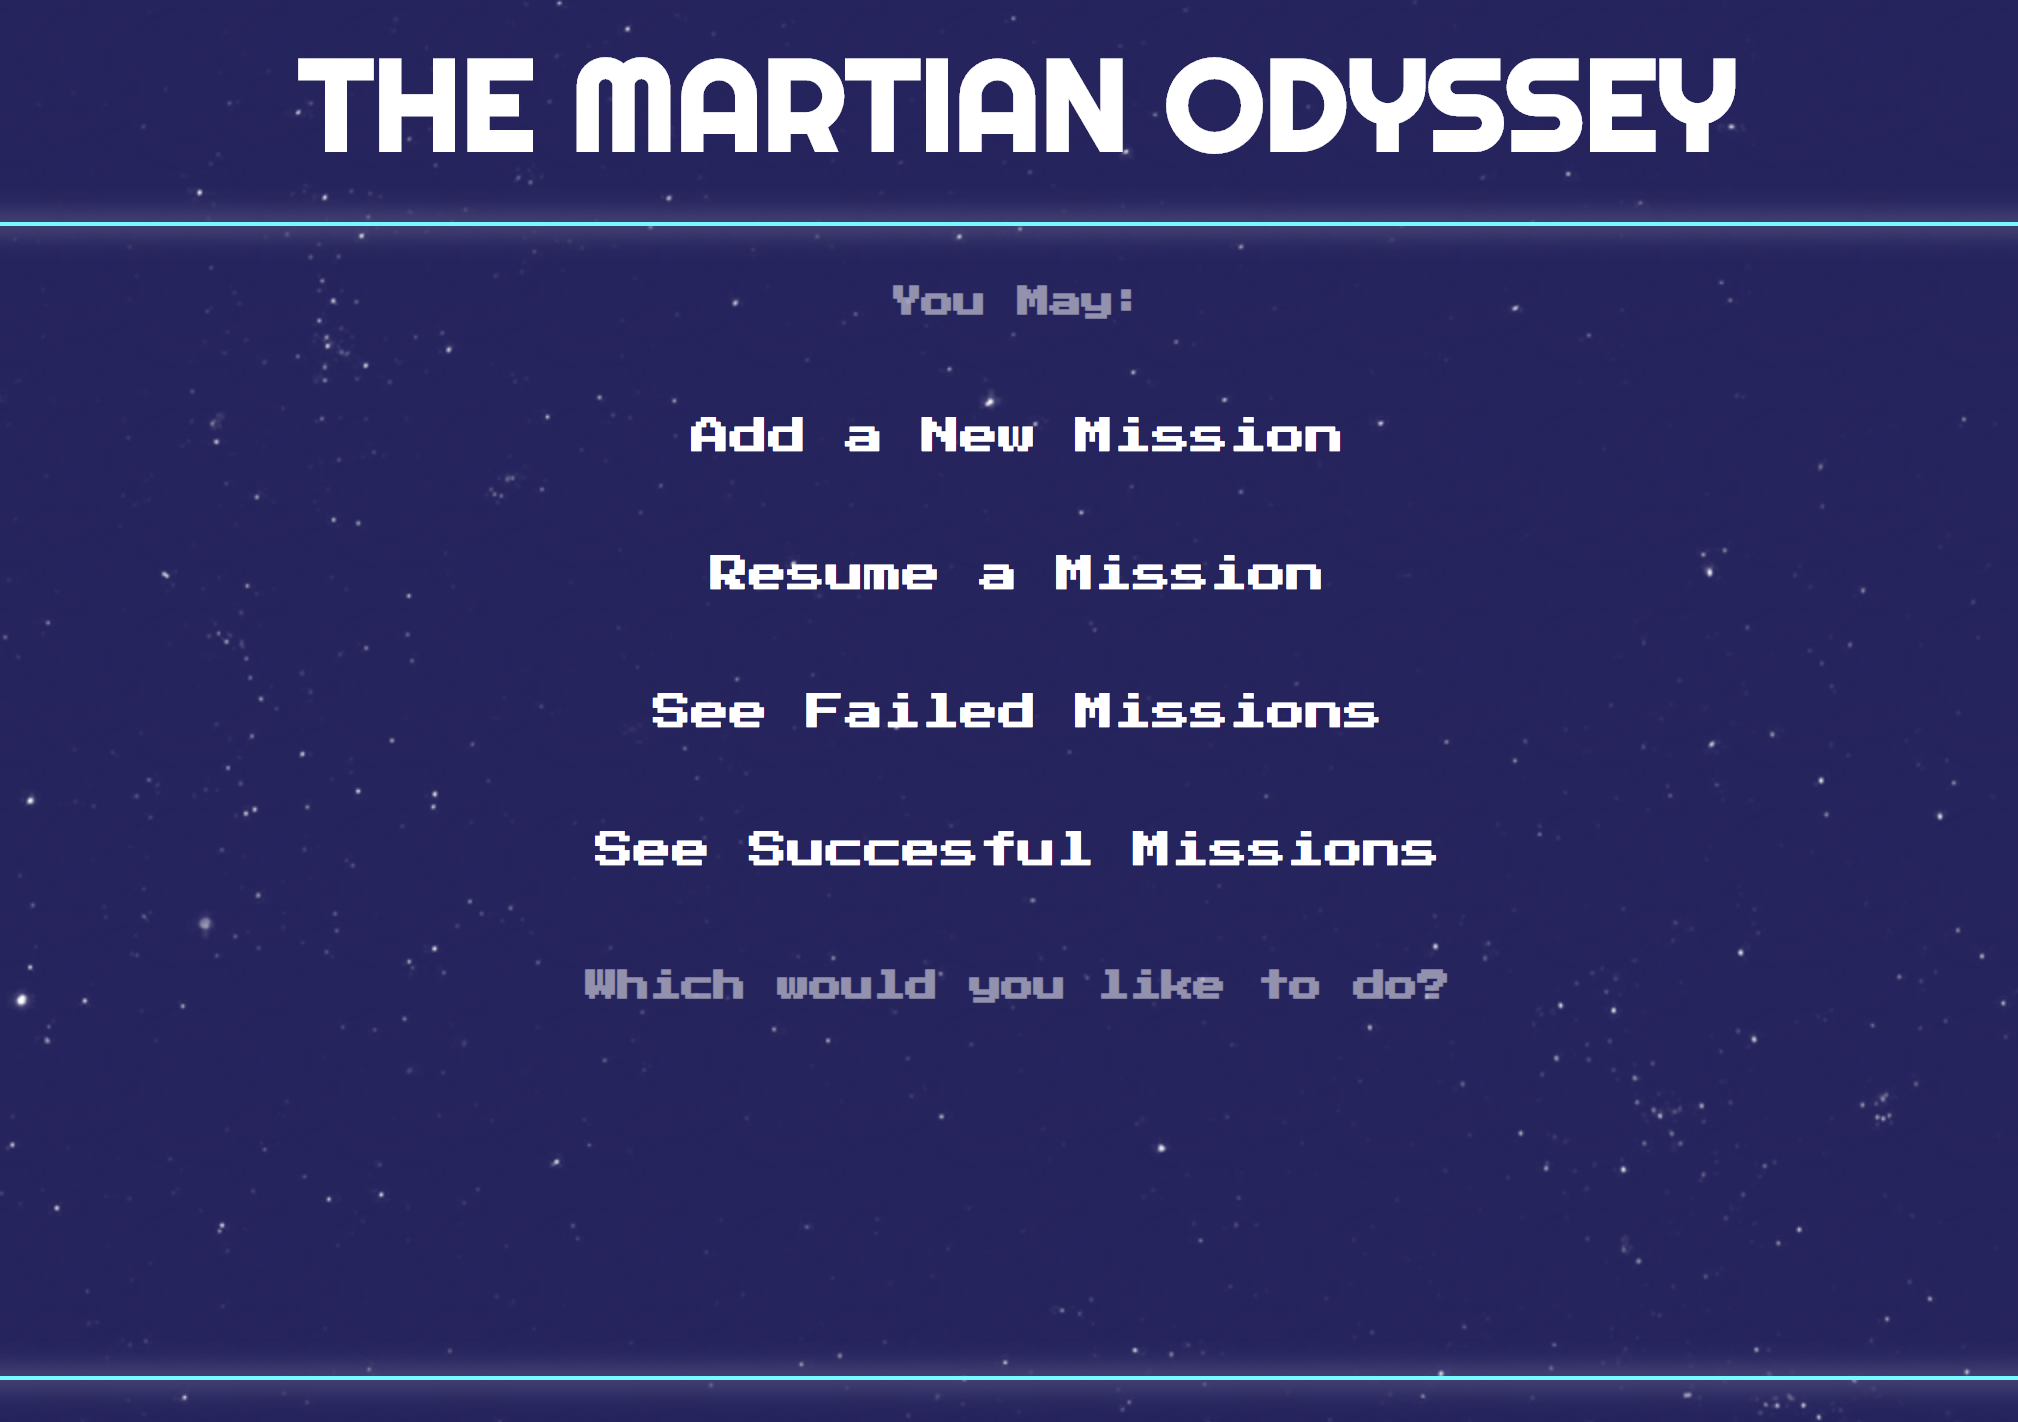 THE MARTIAN ODYSSEY
You May:
Add a New Mission
Resume a Mission
See Failed Missions
See Succesful Missions
Which would you like to do?